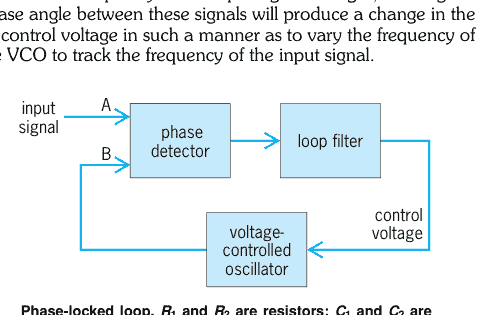 ase angle between these signals will produce a change in the
control voltage in such a manner as to vary the frequency of
e VCO to track the frequency of the input signal.
input
signal
A
B
phase
detector
loop filter
control
voltage
voltage-
controlled
oscillator
Phase-locked loop. R1 and R2 are resistors; C1 and C2 are